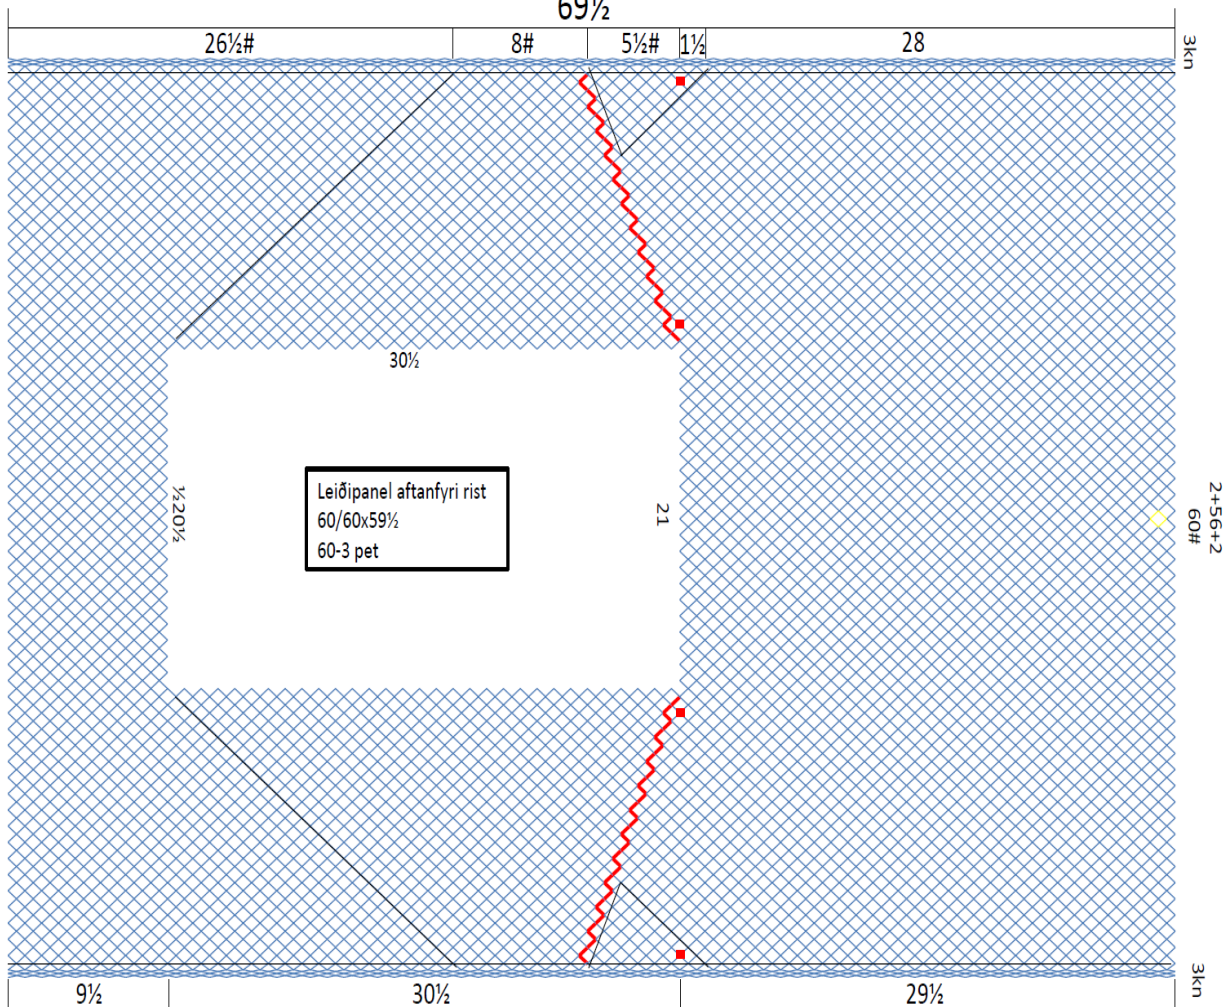 69½
26½# 8# 5½# 1½ 28
3kn
30½
½20½
Leiðipanel aftanfyri rist
60/60x59½
60-3 pet
21
2+56+2
60#
3kn
9½ 30½ 29½